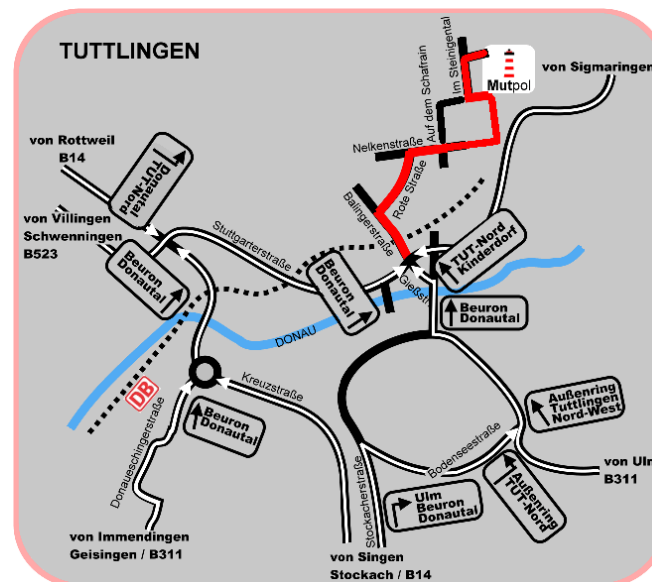 TUTTLINGEN
Im Steinigental
Auf dem Schafrain
Mutpol
von Sigmaringen
von Rottweil
B14
Donautal
TUT-Nord
Nelkenstraße
Rote Straße
Balingerstraße
von Villingen
Schwenningen
B523
Beuron
Donautal
Stuttgarterstraße
Beuron
Donautal
TUT-Nord
Kinderdorf
Gießstr.
Beuron
Donautal
DONAU
DB
Kreuzstraße
Donaueschingerstraße
Beuron
Donautal
Außenring
Tuttlingen
Nord-West
Bodenseestraße
Stockacherstraße
Ulm
Beuron
Donautal
Außenring
TUT-Nord
von Ulm
B311
von Immendingen
Geisingen / B311
von Singen
Stockach / B14